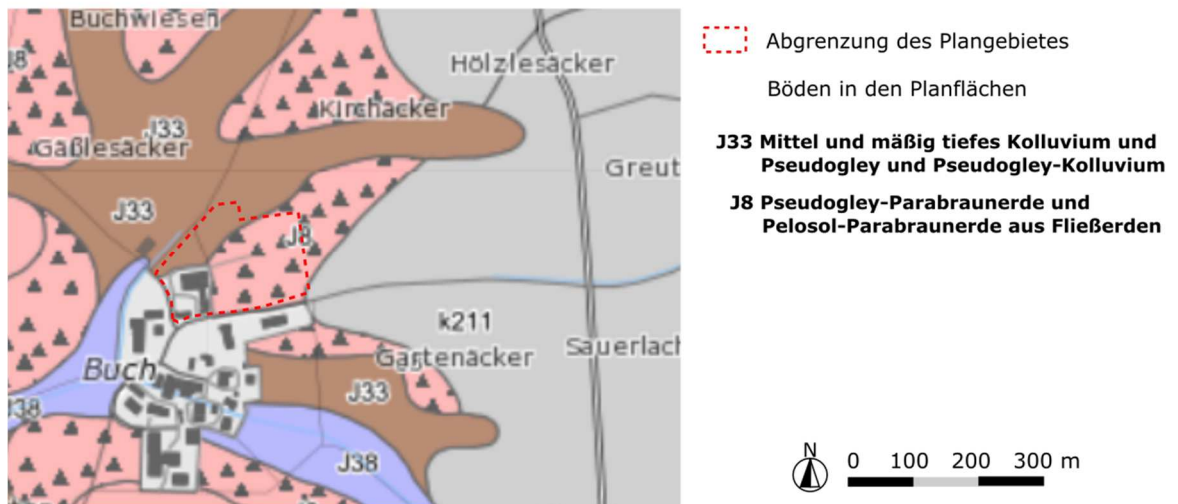 Buchwiesen
J8
Hölzlesäcker
Kirchäcker
J33
Gäßlesäcker
Greut
J33
J8
k211
Sauerlach
Gartenäcker
Buch
J33
J38
J38
Abgrenzung des Plangebietes
Böden in den Planflächen
J33 Mittel und mäßig tiefes Kolluvium und
Pseudogley und Pseudogley-Kolluvium
J8 Pseudogley-Parabraunerde und
Pelosol-Parabraunerde aus Fließerden
N
0 100 200 300 m